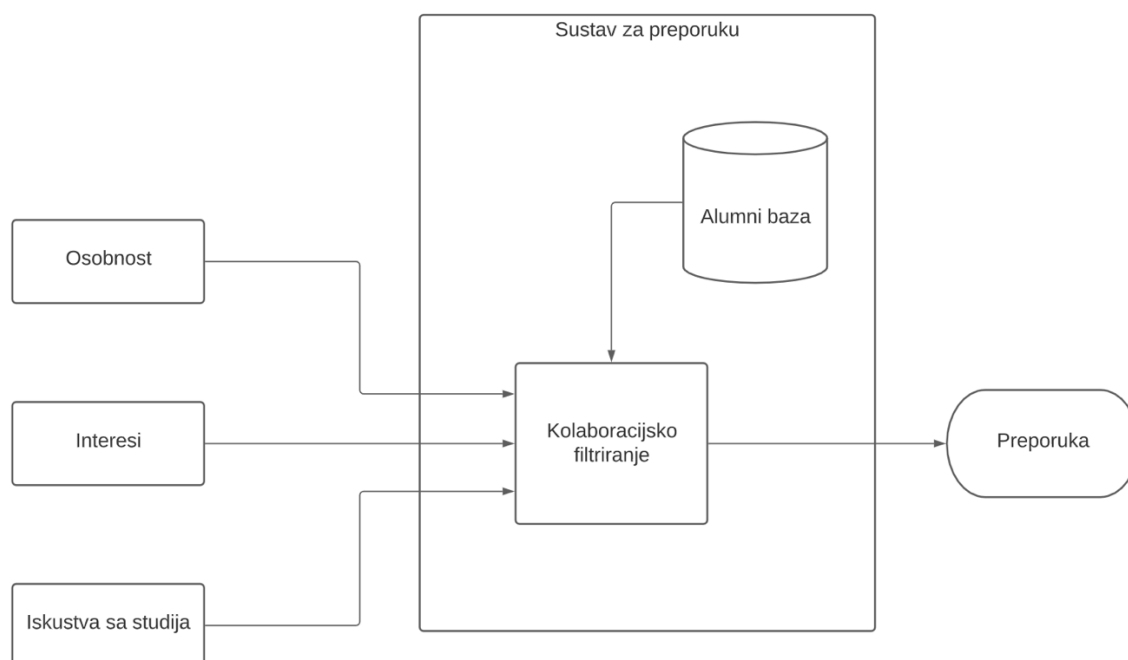 Sustav za preporuku
Alumni baza
Osobnost
Interesi
Kolaboracijsko
filtriranje
Preporuka
Iskustva sa studija